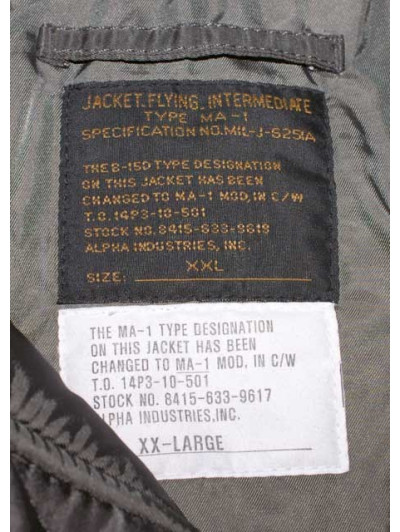 JACKET, FLYING, INTERMEDIATE
TYPE MA-1
SPECIFICATION NO.MIL-J-8251A
THE B-15D TYPE DESIGNATION
ON THIS JACKET HAS BEEN
CHANGED TO MA-1 MOD, IN C/W
T.O. 14P3-10-501
STOCK NO. 8415-633-9619
ALPHA INDUSTRIES, INC.
XXL
SIZE:
THE MA-1 TYPE DESIGNATION
ON THIS JACKET HAS BEEN
CHANGED TO MA-1 MOD, IN C/W
T.O. 14P3-10-501
STOCK NO. 8415-633-9617
ALPHA INDUSTRIES,INC.
XX-LARGE